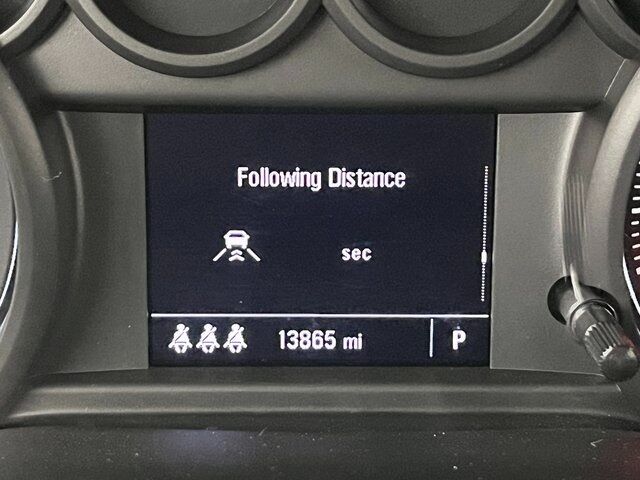 Following Distance
sec
13865 mi
P